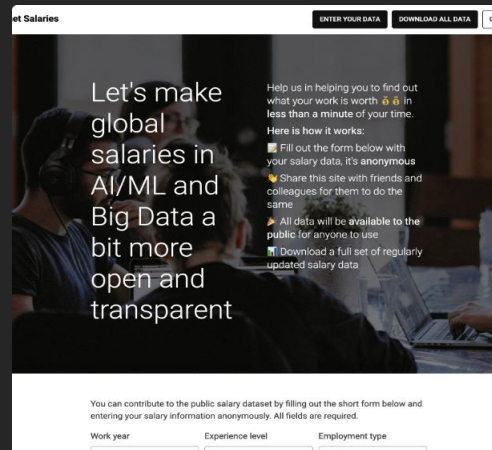 et Salaries
ENTER YOUR DATA
DOWNLOAD ALL DATA
Let's make
global
salaries in
AI/ML and
Big Data a
bit more
open and
transparent
Help us in helping you to find out
what your work is worth 💰 💰 in
less than a minute of your time.
Here is how it works:
📝 Fill out the form below with
your salary data, it's anonymous
👋 Share this site with friends and
colleagues for them to do the
same
🎉 All data will be available to the
public for anyone to use
📊 Download a full set of regularly
updated salary data
You can contribute to the public salary dataset by filling out the short form below and
entering your salary information anonymously. All fields are required.
Work year
Experience level
Employment type